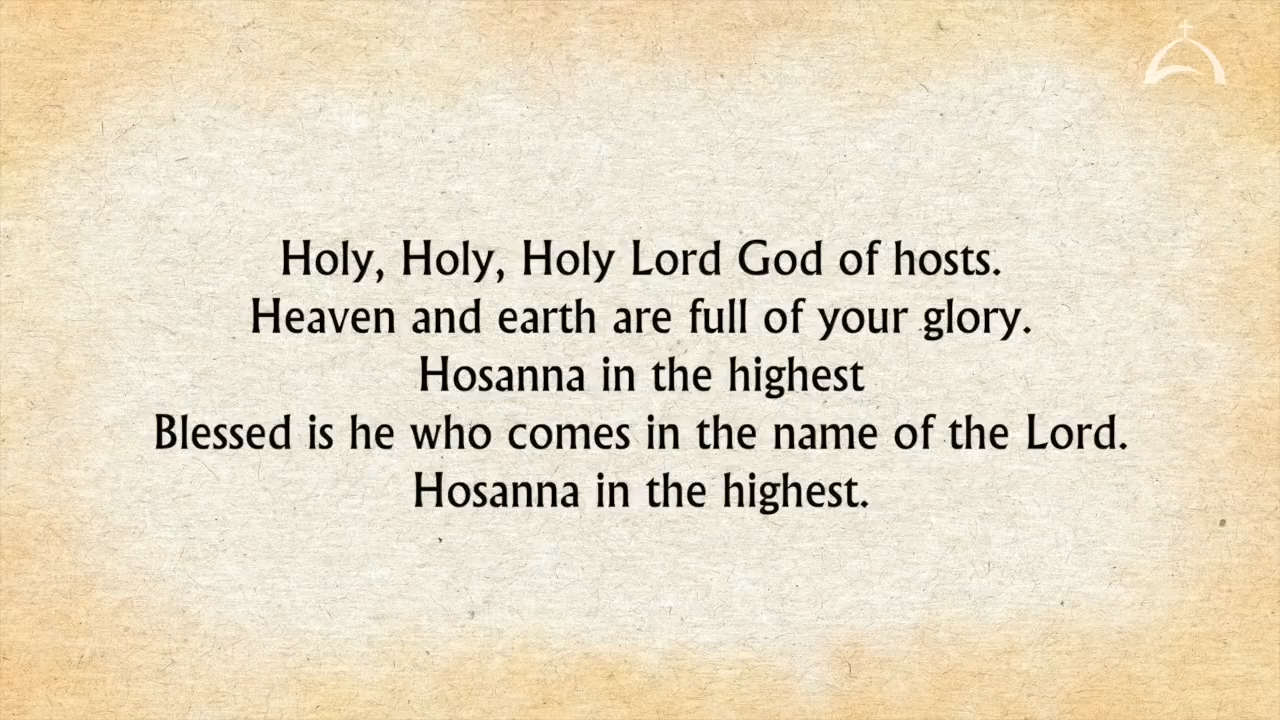 Holy, Holy, Holy Lord God of hosts.
Heaven and earth are full of your glory.
Hosanna in the highest
Blessed is he who comes in the name of the Lord.
Hosanna in the highest.